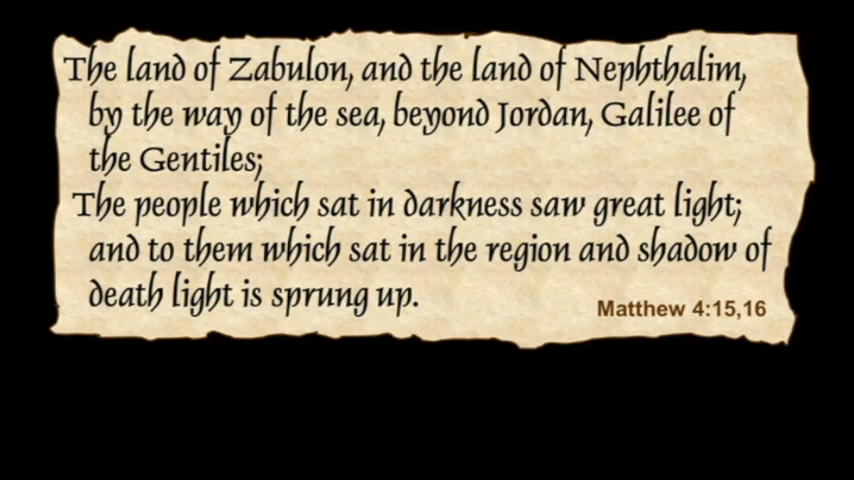 The land of Zabulon, and the land of Nephthalim,
by the way of the sea, beyond Jordan, Galilee of
the Gentiles;
The people which sat in darkness saw great light;
and to them which sat in the region and shadow of
death light is sprung up.
Matthew 4:15,16